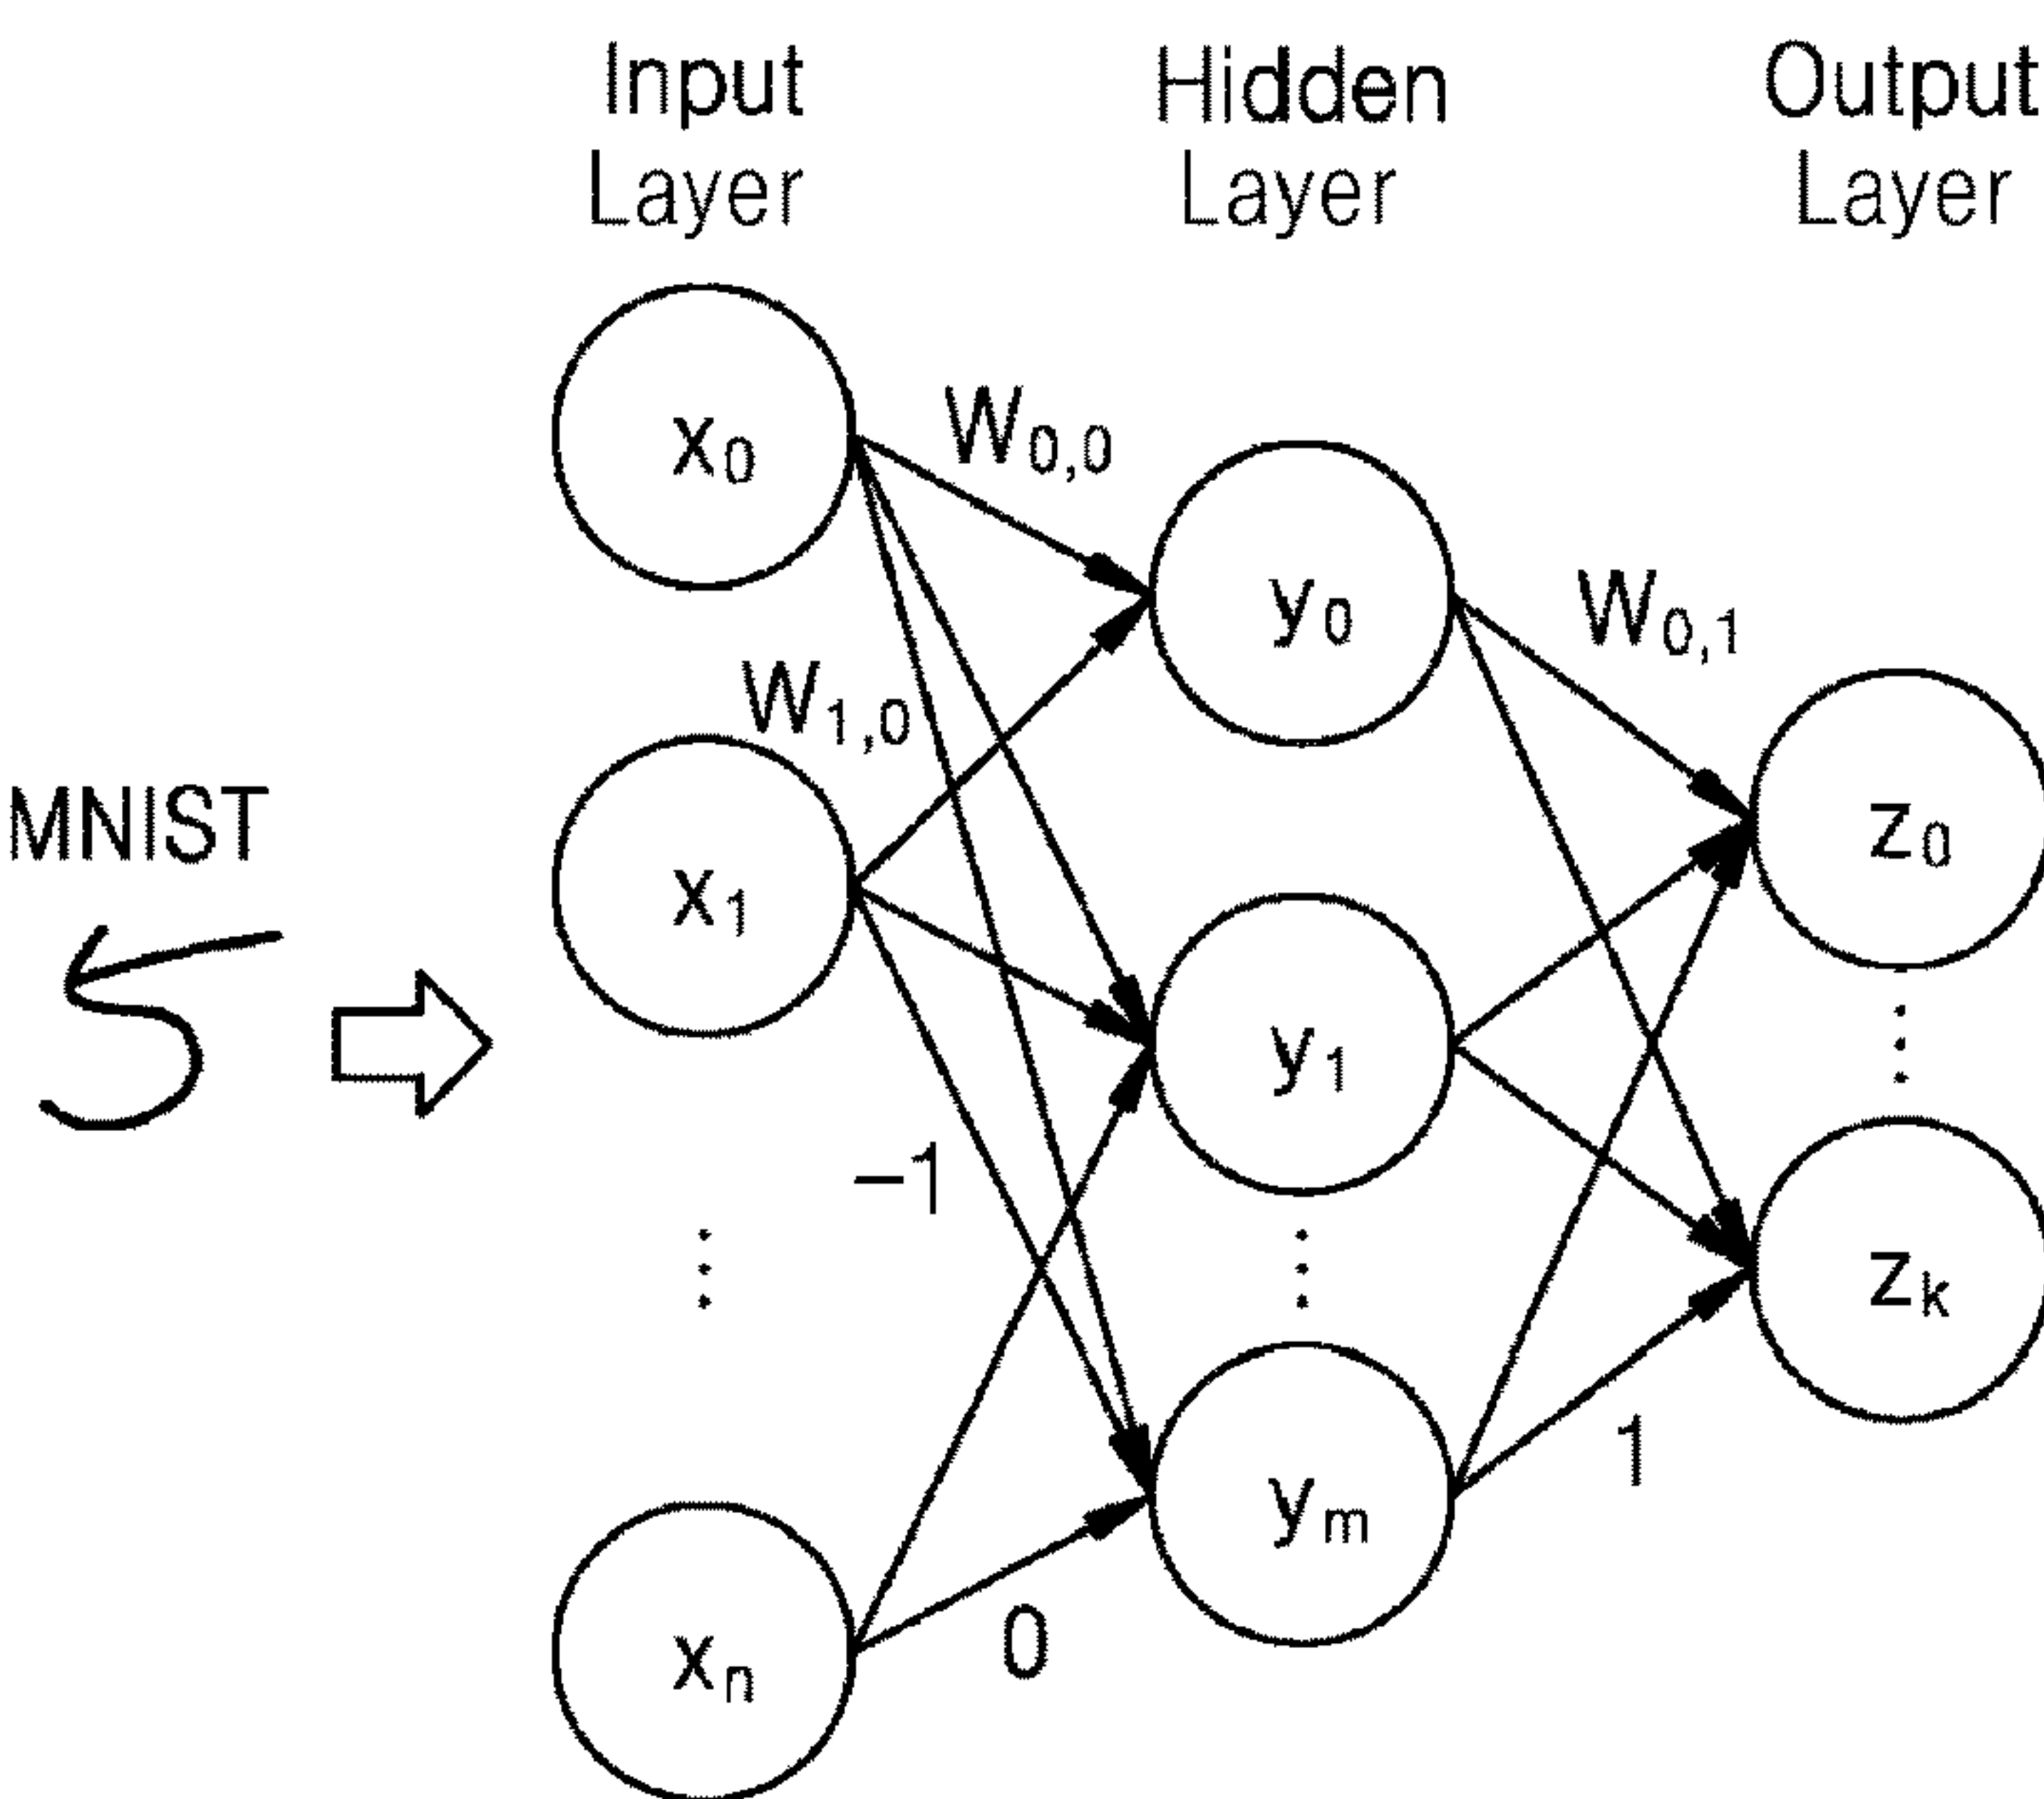 Input
Layer
Hidden
Layer
Output
Layer
x0
W0,0
y0
W0,1
W1,0
MNIST
5
x1
z0
y1
−1
zk
ym
1
xn
0